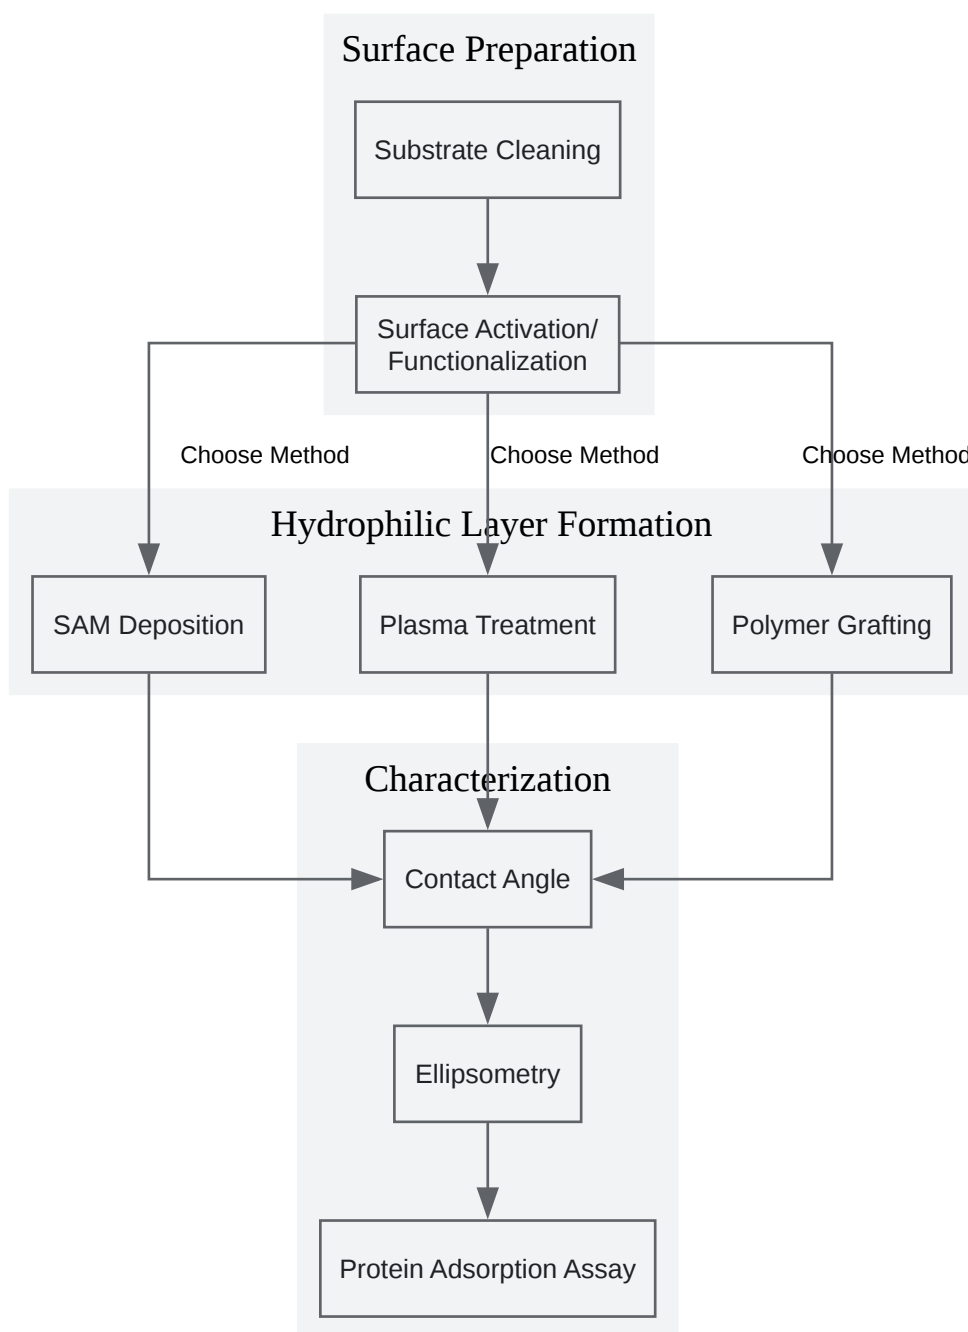 Surface Preparation
Substrate Cleaning
Surface Activation/
Functionalization
Choose Method
Choose Method
Choose Method
Hydrophilic Layer Formation
SAM Deposition
Plasma Treatment
Polymer Grafting
Characterization
Contact Angle
Ellipsometry
Protein Adsorption Assay